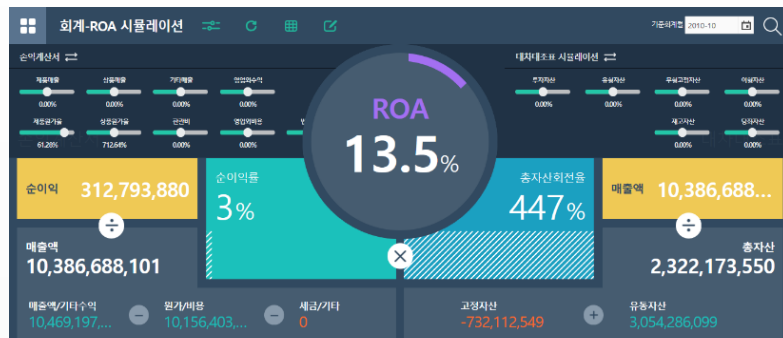 회계-ROA 시뮬레이션
기준회계월 2010-10
손익계산서
대차대조표 시뮬레이션
제품매출 상품매출 기타매출 영업외수익
0.00% 0.00% 0.00% 0.00%
투자자산 유형자산 무형고정자산 이연자산
0.00% 0.00% 0.00% 0.00%
제품원가율 상품원가율 판관비 영업외비용
61.28% 712.64% 0.00% 0.00%
재고자산 당좌자산
0.00% 0.00%
ROA
13.5%
순이익 312,793,880
순이익률
3%
총자산회전율
447%
매출액 10,386,688...
매출액
10,386,688,101
총자산
2,322,173,550
매출액/기타수익 원가/비용 세금/기타
10,469,197,... 10,156,403,... 0
고정자산 유동자산
-732,112,549 3,054,286,099